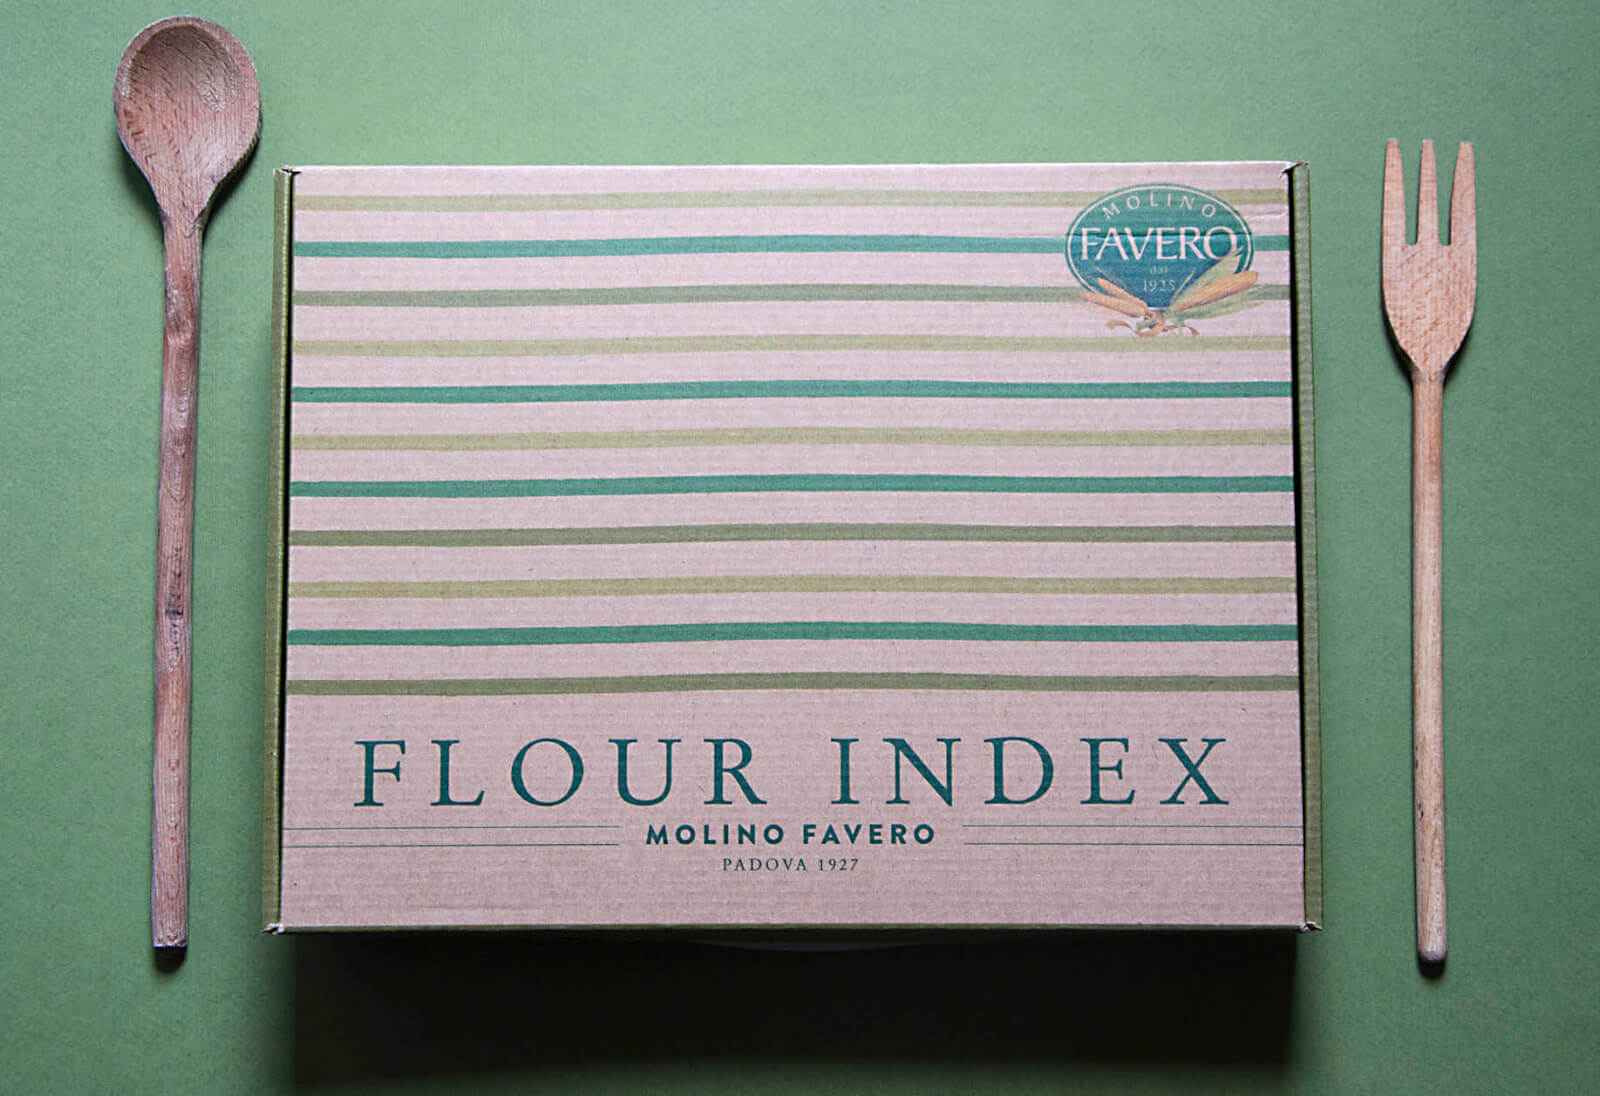 MOLINO
FAVERO
dal
1925
FLOUR INDEX
MOLINO FAVERO
PADOVA 1927